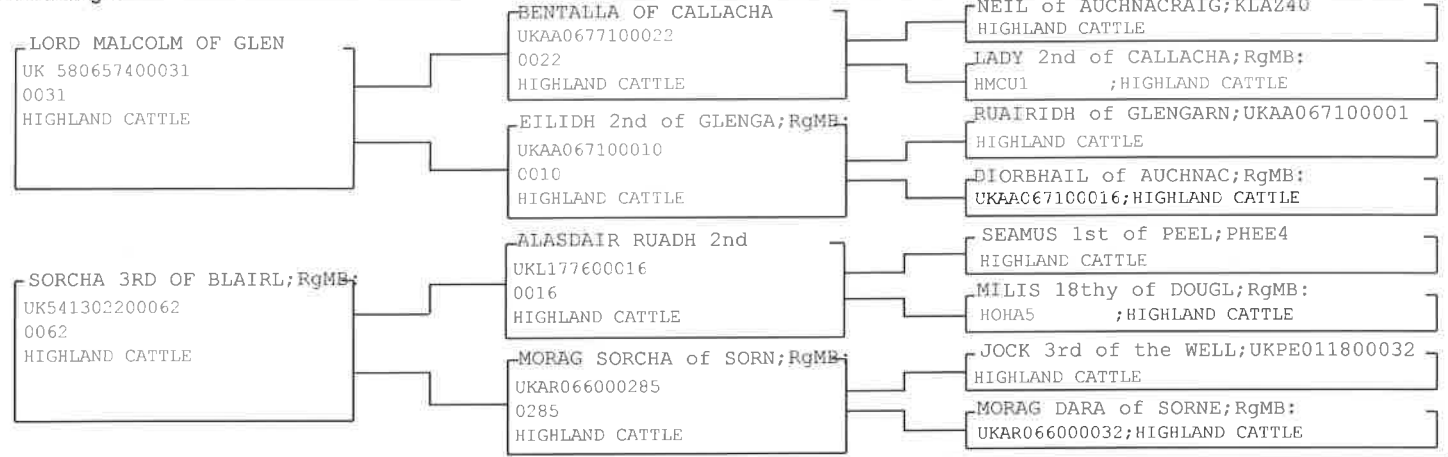 LORD MALCOLM OF GLEN
UK 580657400031
0031
HIGHLAND CATTLE
SORCHA 3RD OF BLAIRL;RgMB:
UK541302200062
0062
HIGHLAND CATTLE
BENTALLA OF CALLACHA
UKAA0677100022
0022
HIGHLAND CATTLE
EILIDH 2nd of GLENGA;RgMB:
UKAA067100010
0010
HIGHLAND CATTLE
ALASDAIR RUADH 2nd
UKL177600016
0016
HIGHLAND CATTLE
MORAG SORCHA of SORN;RgMB:
UKAR066000285
0285
HIGHLAND CATTLE
NEIL of AUCHNACRAIG;KLAZ40
HIGHLAND CATTLE
LADY 2nd of CALLACHA;RgMB:
HMCU1 ;HIGHLAND CATTLE
RUAIRIDH of GLENGARN;UKAA067100001
HIGHLAND CATTLE
DIORBHAIL of AUCHNAC;RgMB:
UKAA067100016;HIGHLAND CATTLE
SEAMUS 1st of PEEL;PHEE4
HIGHLAND CATTLE
MILIS 18thy of DOUGL;RgMB:
HOHA5 ;HIGHLAND CATTLE
JOCK 3rd of the WELL;UKPE011800032
HIGHLAND CATTLE
MORAG DARA of SORNE;RgMB:
UKAR066000032;HIGHLAND CATTLE